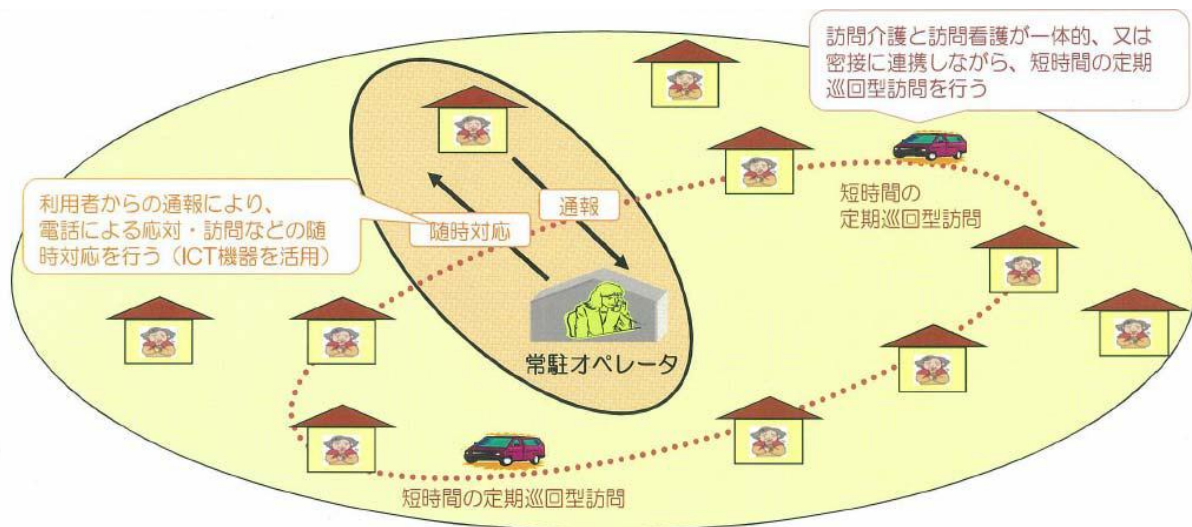 訪問介護と訪問看護が一体的、又は
密接に連携しながら、短時間の定期
巡回型訪問を行う
短時間の
定期巡回型訪問
利用者からの通報により、
電話による応対・訪問などの随
時対応を行う（ICT機器を活用）
通報
随時対応
常駐オペレータ
短時間の定期巡回型訪問